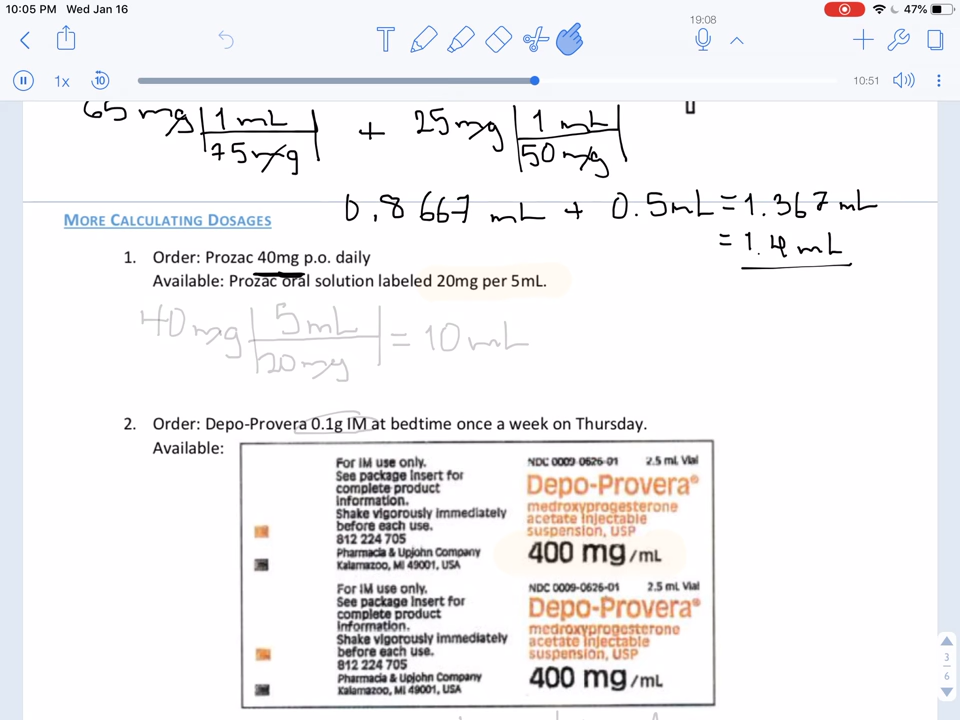 10:05 PM Wed Jan 16 47%
T 19:08
1x 10 10:51
65 mg | 1 mL / 75 mg | + 25 mg | 1 mL / 50 mg |
0.8667 mL + 0.5mL = 1.367 mL
= 1.4 mL
MORE CALCULATING DOSAGES
1. Order: Prozac 40mg p.o. daily
Available: Prozac oral solution labeled 20mg per 5mL.
40 mg | 5 mL / 20 mg | = 10 mL
2. Order: Depo-Provera 0.1g IM at bedtime once a week on Thursday.
Available:
For IM use only.
See package insert for
complete product
information.
Shake vigorously immediately
before each use.
812 224 705
Pharmacia & Upjohn Company
Kalamazoo, MI 49001, USA
NDC 0009-0626-01 2.5 mL Vial
Depo-Provera®
medroxyprogesterone
acetate injectable
suspension, USP
400 mg/mL
For IM use only.
See package insert for
complete product
information.
Shake vigorously immediately
before each use.
812 224 705
Pharmacia & Upjohn Company
Kalamazoo, MI 49001, USA
NDC 0009-0626-01 2.5 mL Vial
Depo-Provera®
medroxyprogesterone
acetate injectable
suspension, USP
400 mg/mL
3
6